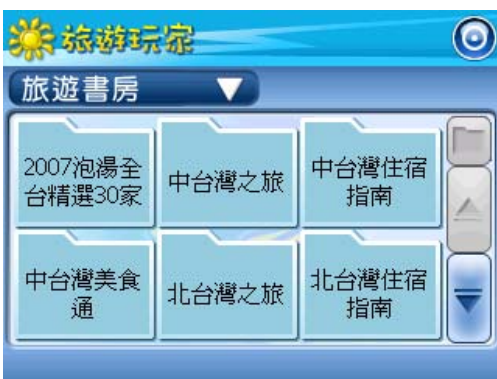 旅遊玩家
旅遊書房
2007泡湯全
台精選30家
中台灣之旅
中台灣住宿
指南
中台灣美食
通
北台灣之旅
北台灣住宿
指南